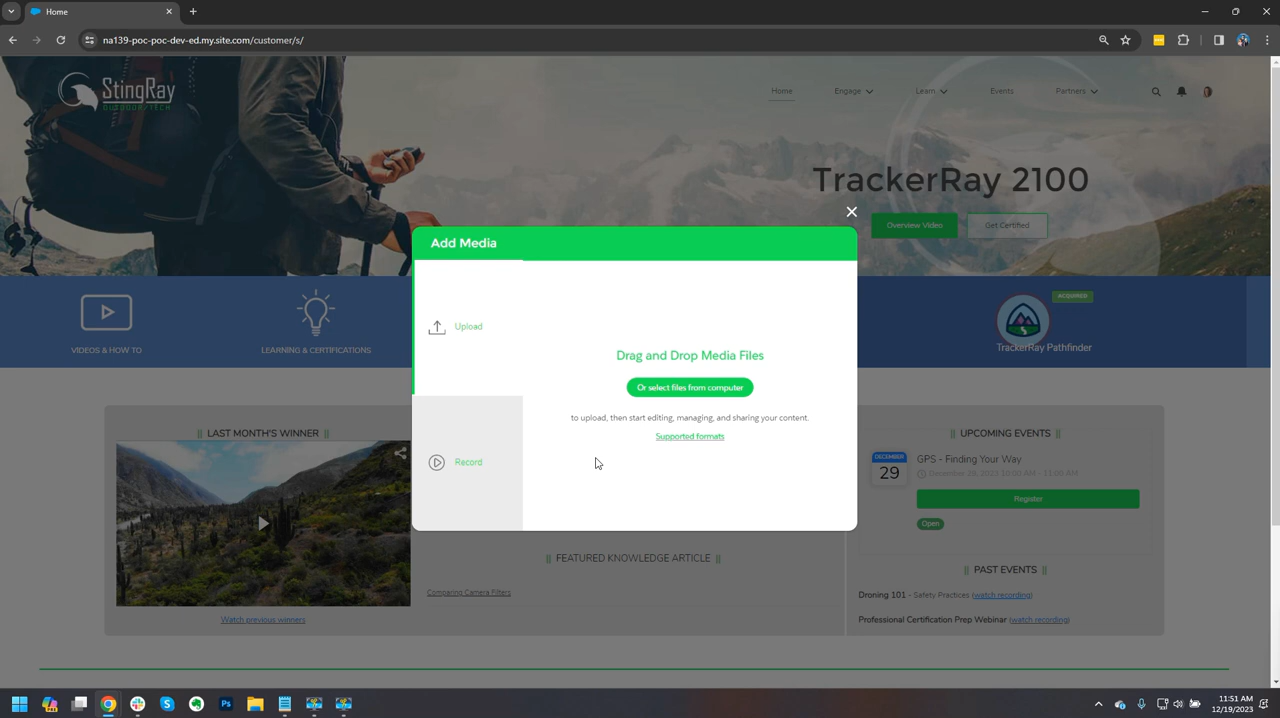 Home
na139-poc-poc-dev-ed.my.site.com/customer/s/
StingRay
OUTDOOR/TECH
Home
Engage
Learn
Events
Partners
TrackerRay 2100
Overview Video
Get Certified
Add Media
Upload
Record
Drag and Drop Media Files
Or select files from computer
to upload, then start editing, managing, and sharing your content.
Supported formats
VIDEOS & HOW TO
LEARNING & CERTIFICATIONS
ACQUIRED
TrackerRay Pathfinder
|| LAST MONTH'S WINNER ||
Watch previous winners
|| FEATURED KNOWLEDGE ARTICLE ||
Comparing Camera Filters
|| UPCOMING EVENTS ||
DECEMBER
29
GPS - Finding Your Way
10:00 AM - 11:00 AM
Register
Open
|| PAST EVENTS ||
Droning 101 - Safety Practices (watch recording)
Professional Certification Prep Webinar (watch recording)
11:51 AM
12/19/2023